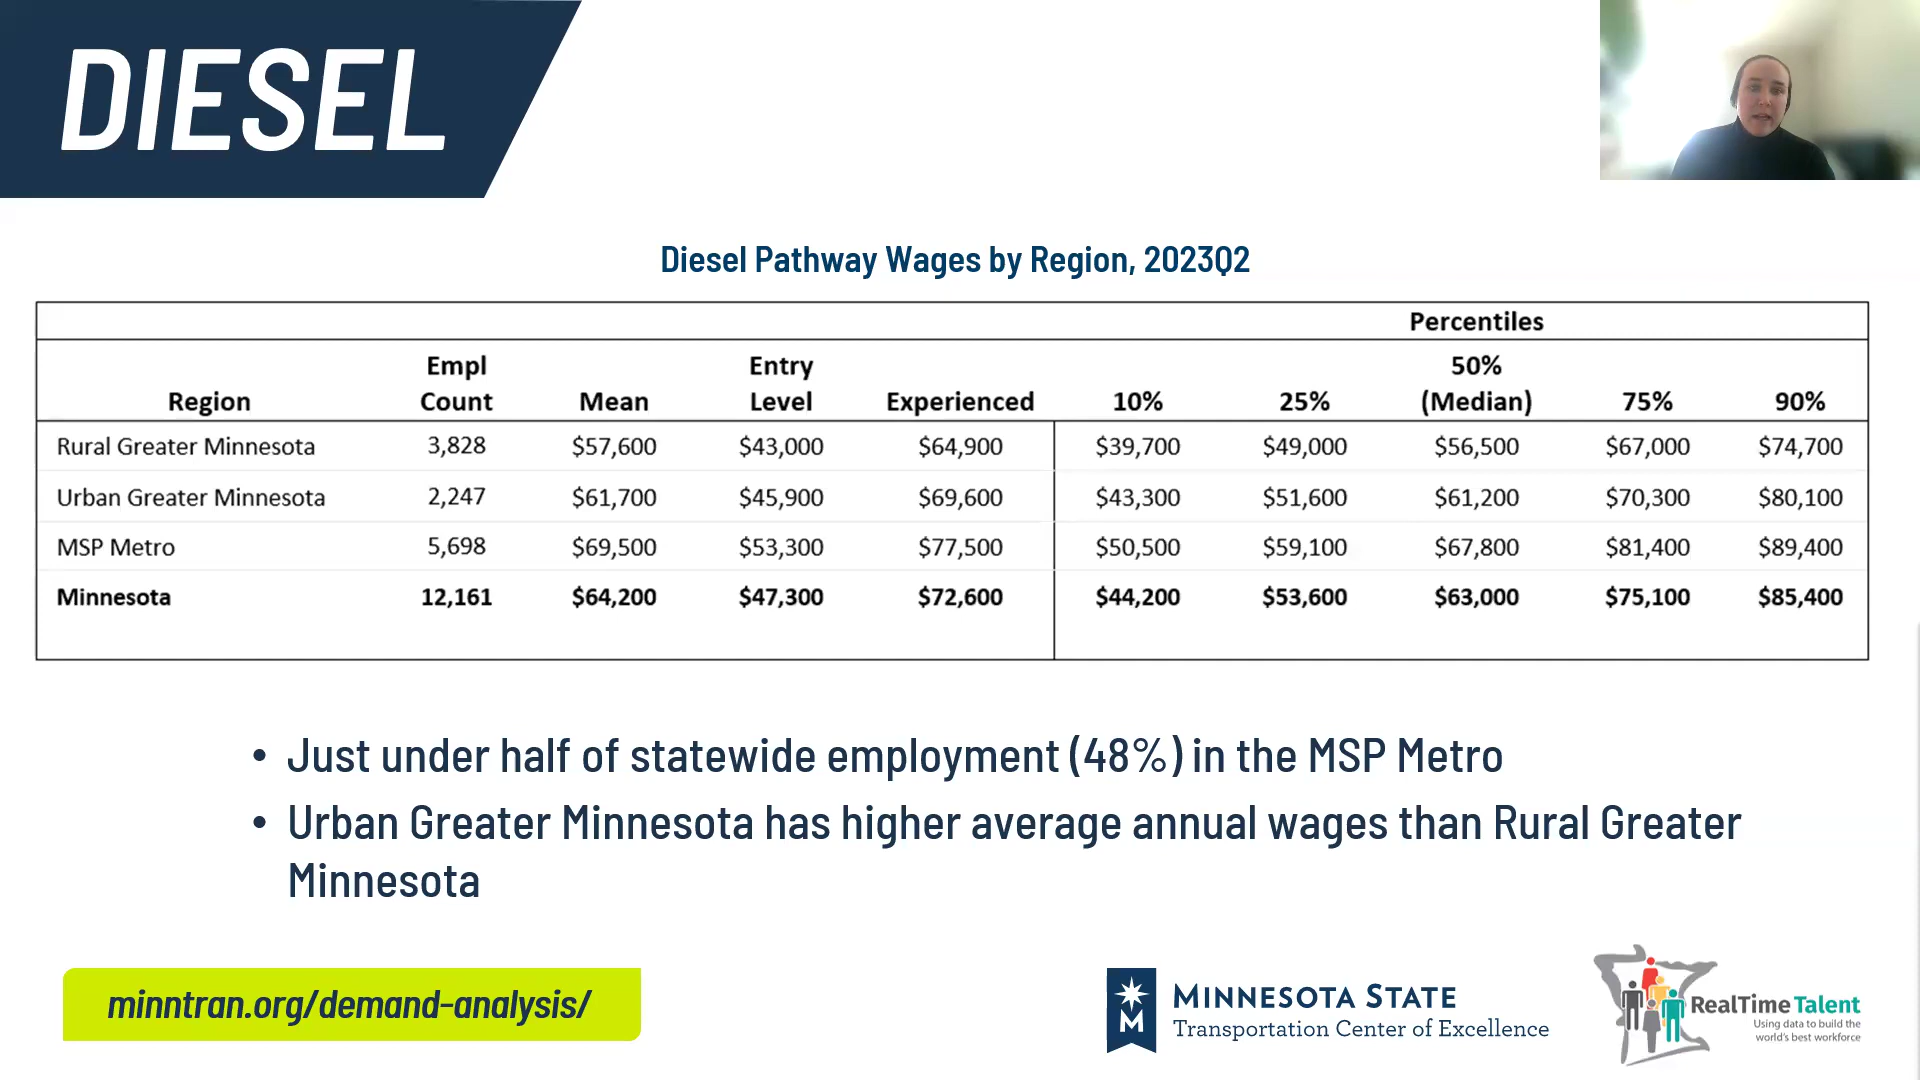 DIESEL
Diesel Pathway Wages by Region, 2023Q2
Percentiles
Region Empl Count Mean Entry Level Experienced 10% 25% 50% (Median) 75% 90%
Rural Greater Minnesota 3,828 $57,600 $43,000 $64,900 $39,700 $49,000 $56,500 $67,000 $74,700
Urban Greater Minnesota 2,247 $61,700 $45,900 $69,600 $43,300 $51,600 $61,200 $70,300 $80,100
MSP Metro 5,698 $69,500 $53,300 $77,500 $50,500 $59,100 $67,800 $81,400 $89,400
Minnesota 12,161 $64,200 $47,300 $72,600 $44,200 $53,600 $63,000 $75,100 $85,400
• Just under half of statewide employment (48%) in the MSP Metro
• Urban Greater Minnesota has higher average annual wages than Rural Greater
Minnesota
minntran.org/demand-analysis/
M
MINNESOTA STATE
Transportation Center of Excellence
RealTime Talent
Using data to build the
world's best workforce